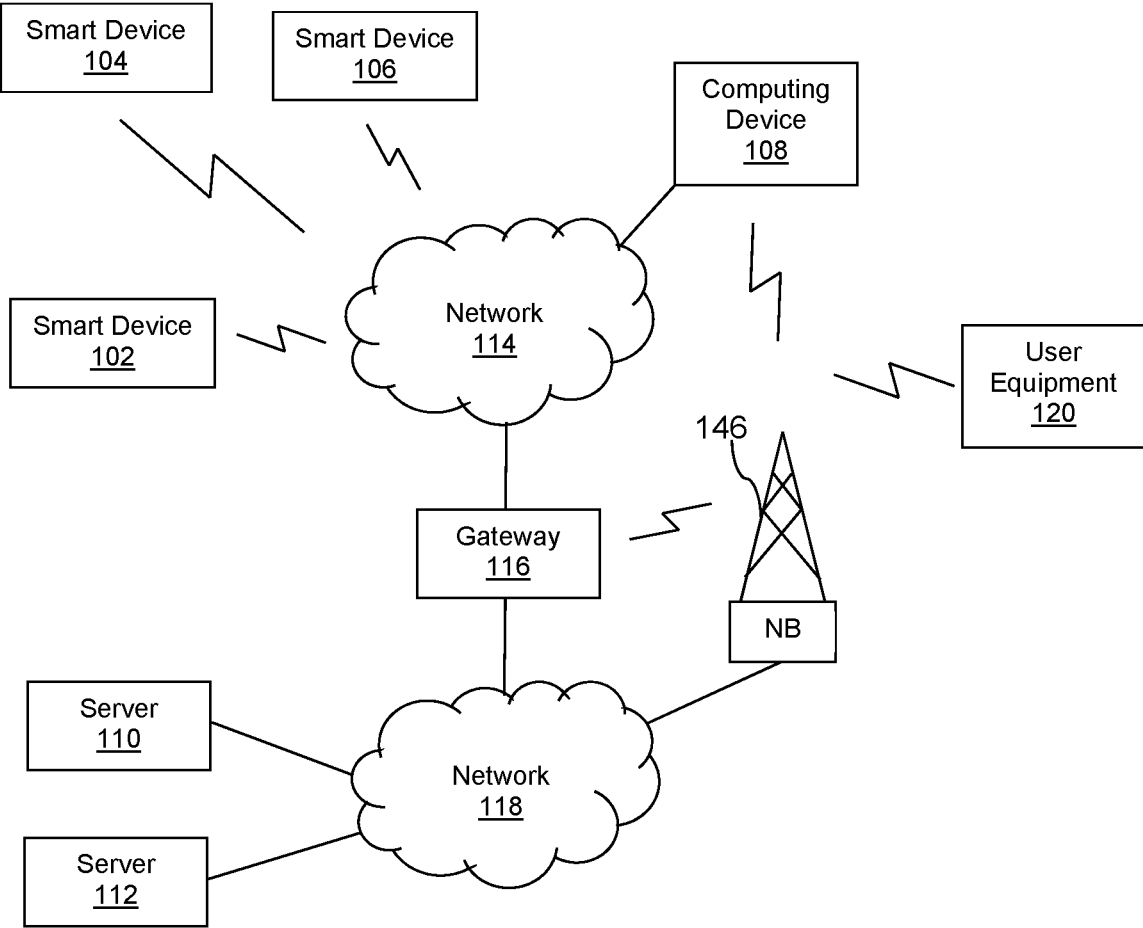 Smart Device
104
Smart Device
106
Computing
Device
108
Network
114
Smart Device
102
User
Equipment
120
146
Gateway
116
NB
Server
110
Network
118
Server
112